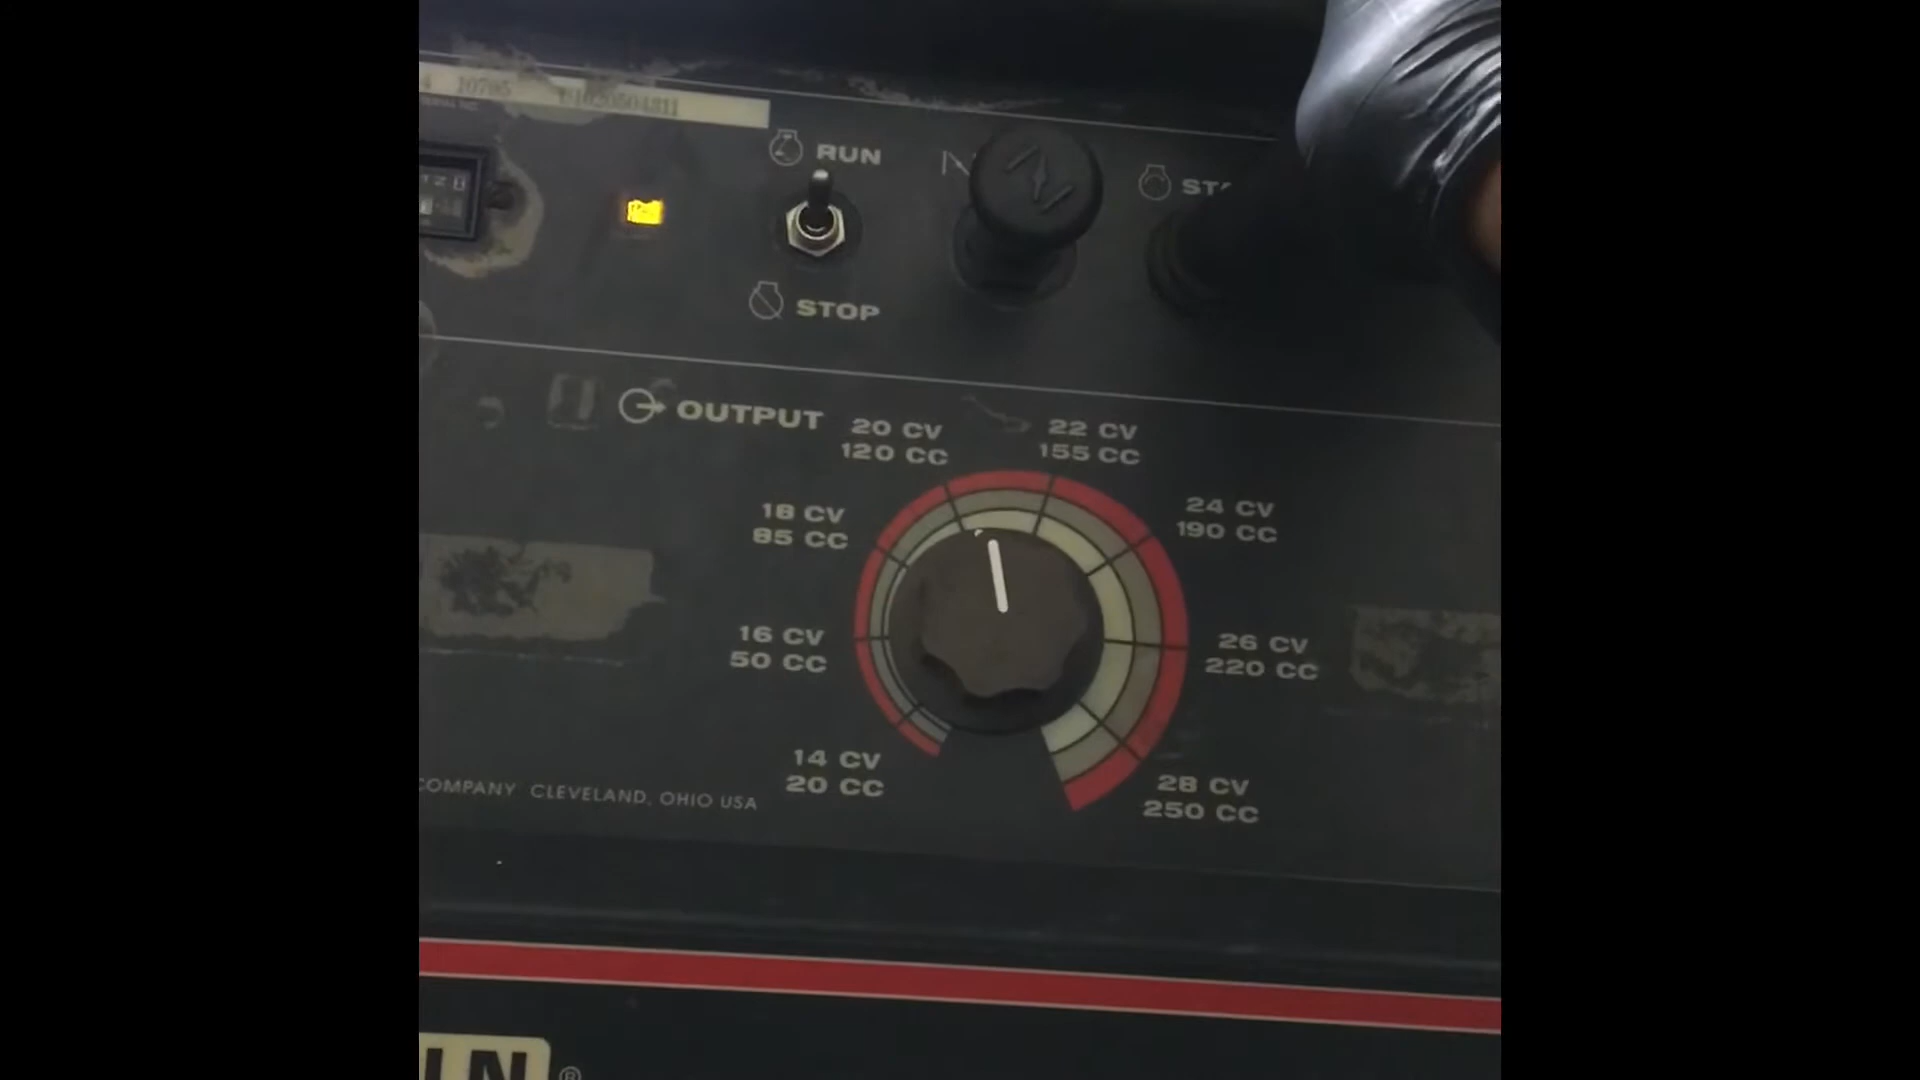 10795
RUN
STOP
OUTPUT
20 CV
120 CC
22 CV
155 CC
18 CV
85 CC
24 CV
190 CC
16 CV
50 CC
26 CV
220 CC
14 CV
20 CC
28 CV
250 CC
COMPANY CLEVELAND, OHIO USA
LN ®